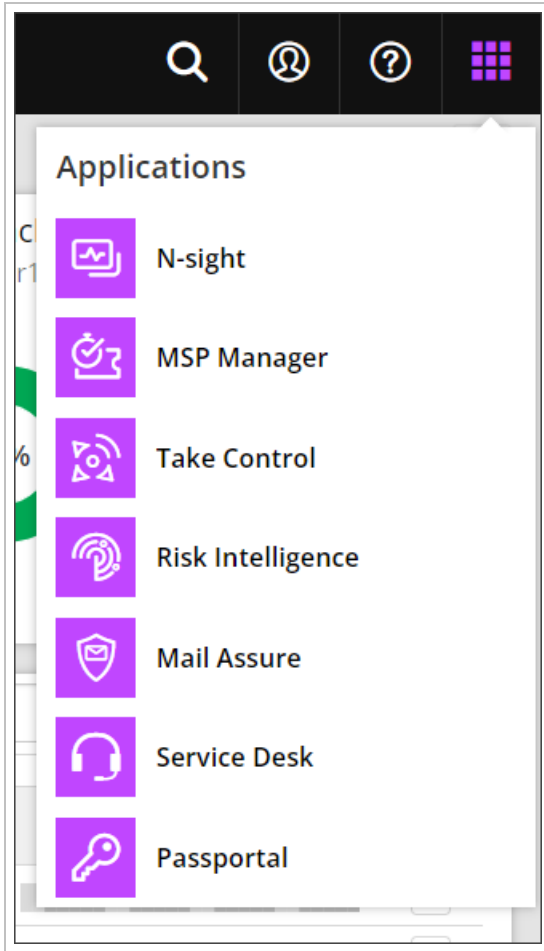 Applications
N-sight
MSP Manager
Take Control
Risk Intelligence
Mail Assure
Service Desk
Passportal
%